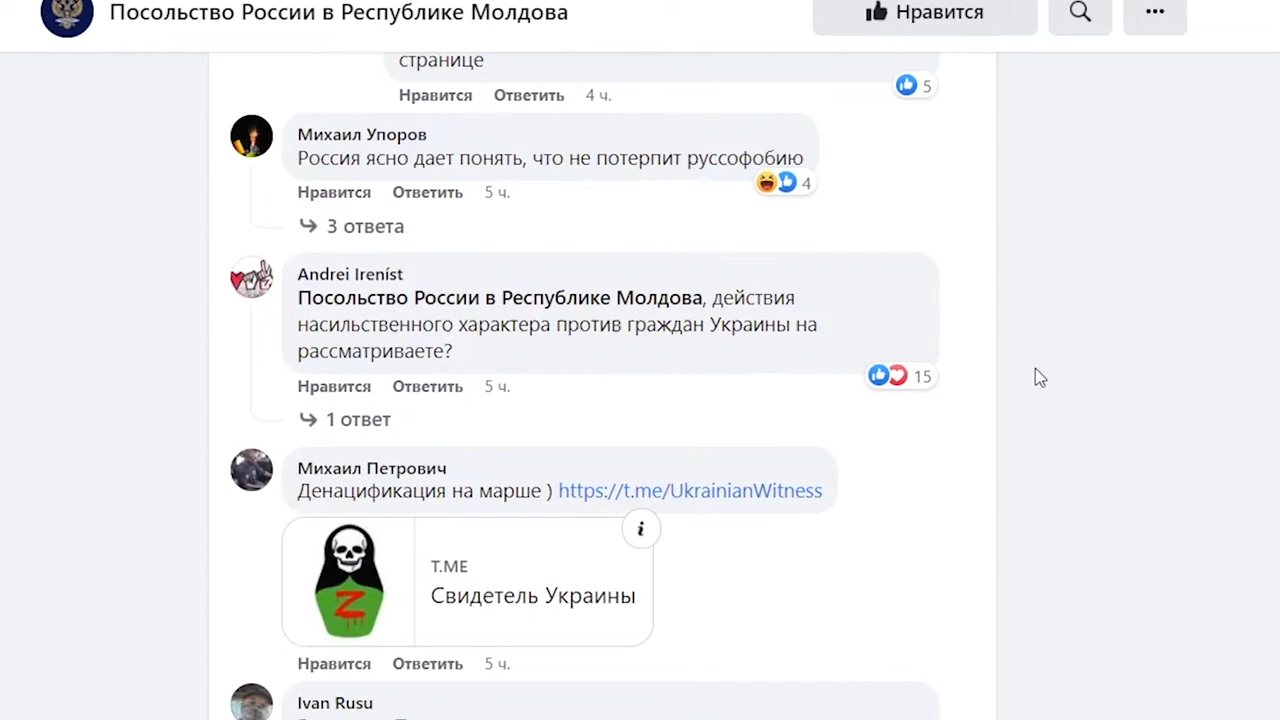 Посольство России в Республике Молдова
Нравится
странице
5
Нравится Ответить 4 ч.
Михаил Упоров
Россия ясно дает понять, что не потерпит руссофобию
4
Нравится Ответить 5 ч.
3 ответа
Andrei Ireníst
Посольство России в Республике Молдова, действия
насильственного характера против граждан Украины на
рассматриваете?
15
Нравится Ответить 5 ч.
1 ответ
Михаил Петрович
Денацификация на марше ) https://t.me/UkrainianWitness
T.ME
Свидетель Украины
Z
Нравится Ответить 5 ч.
Ivan Rusu